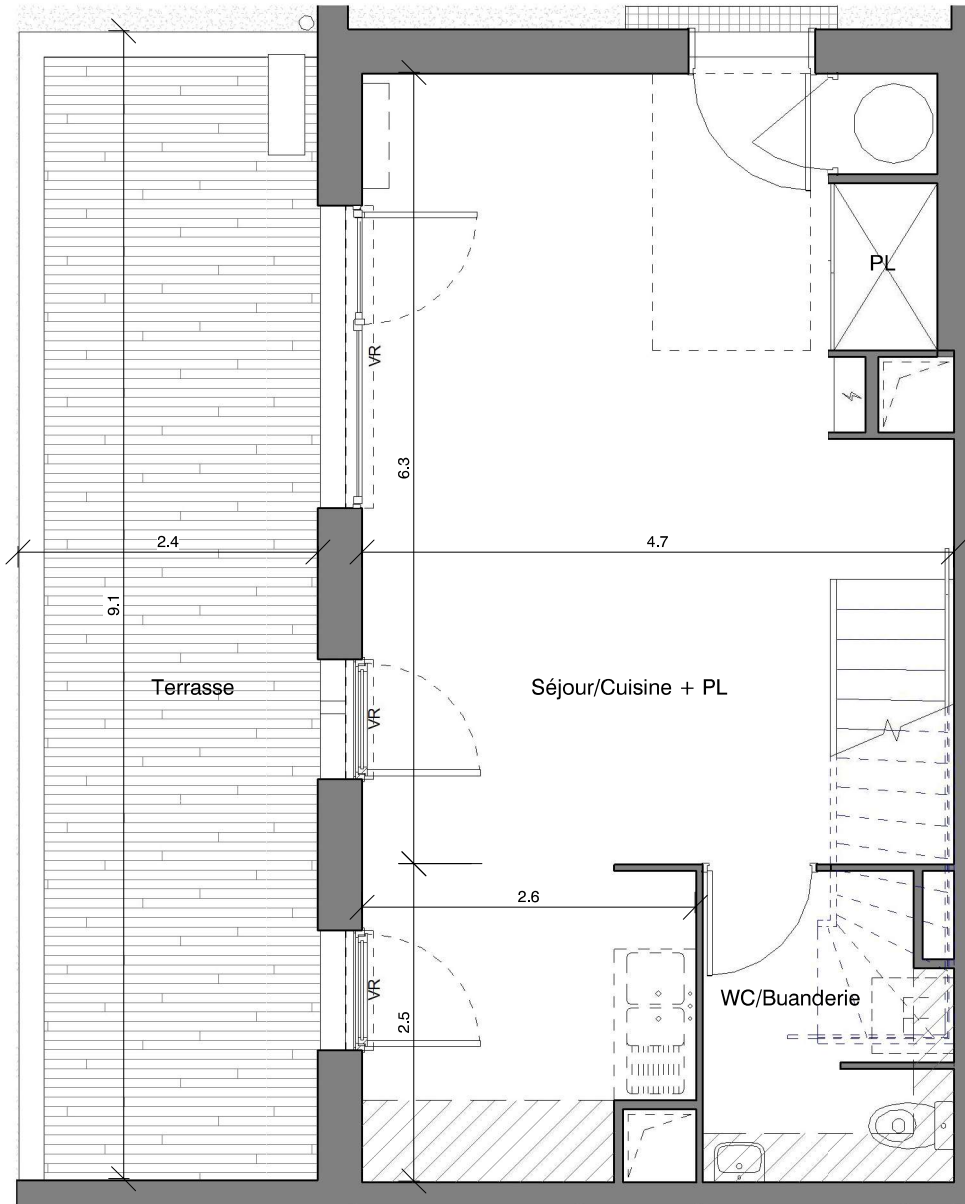 PL
VR
6.3
2.4
4.7
9.1
Terrasse
VR
Séjour/Cuisine + PL
2.6
VR
2.5
WC/Buanderie